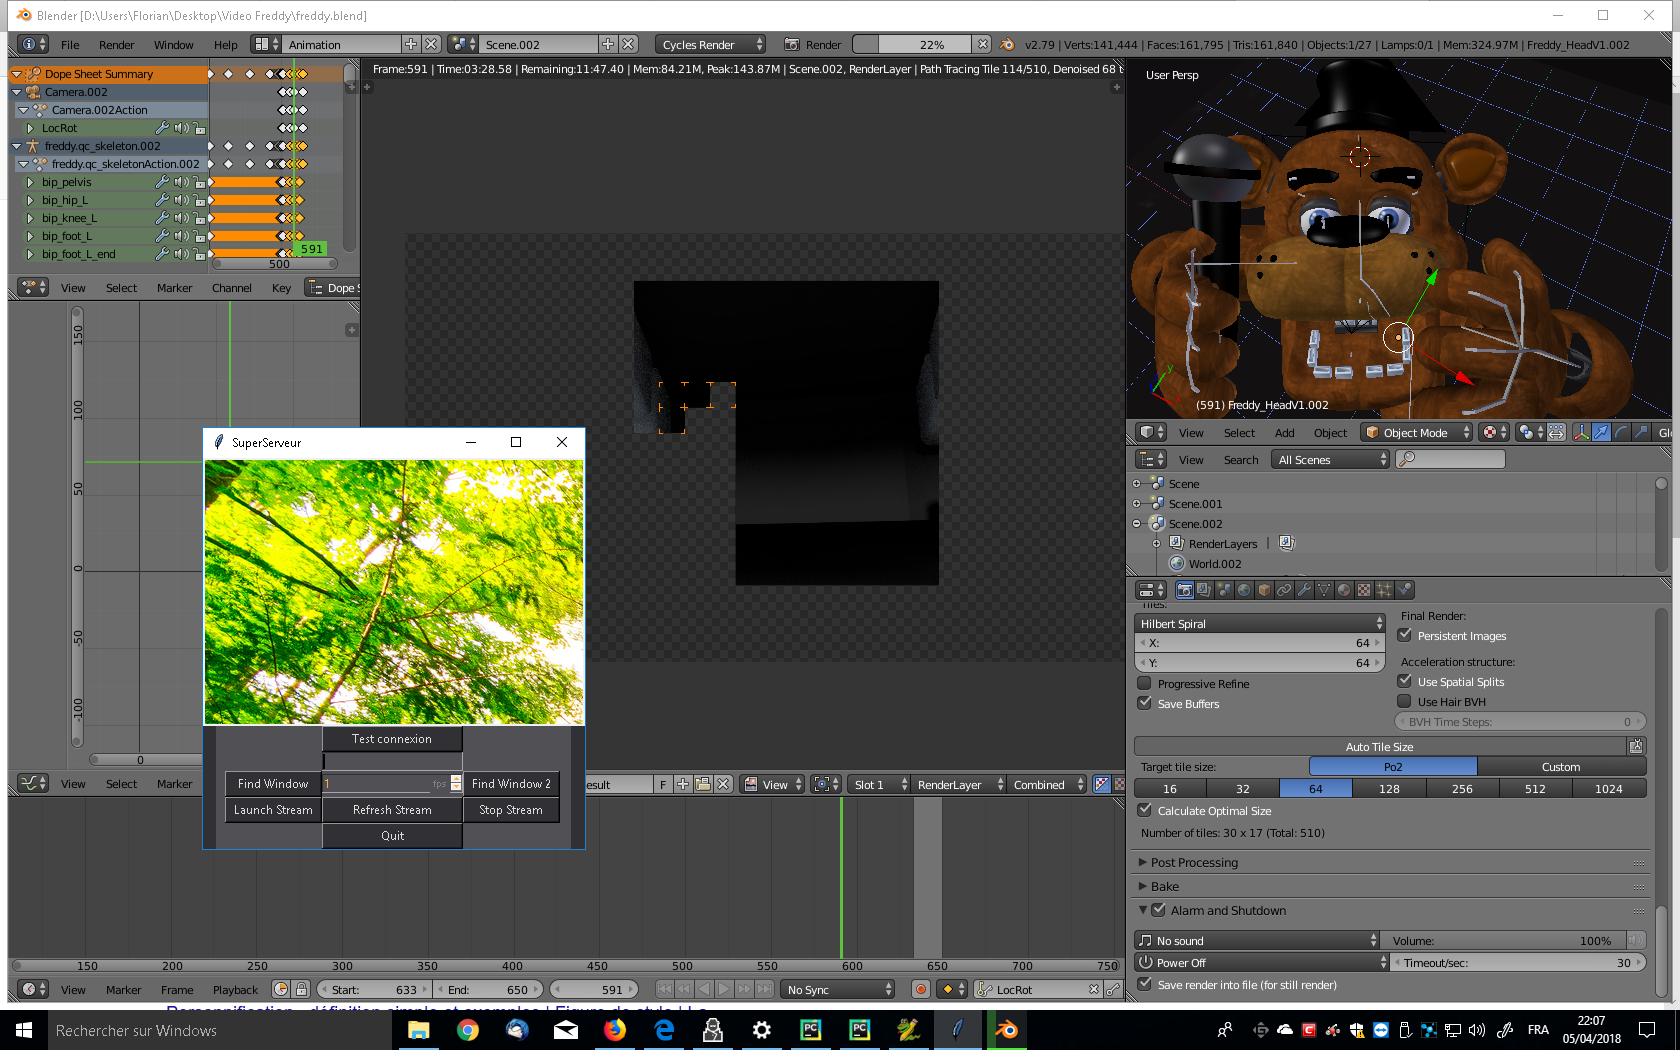 Blender [D:\Users\Florian\Desktop\Video Freddy\freddy.blend]
File Render Window Help Animation Scene.002 Cycles Render Render 22% v2.79 | Verts:141,444 | Faces:161,795 | Tris:161,840 | Objects:1/27 | Lamps:0/1 | Mem:324.97M | Freddy_HeadV1.002
Dope Sheet Summary
Camera.002
Camera.002Action
LocRot
freddy.qc_skeleton.002
freddy.qc_skeletonAction.002
bip_pelvis
bip_hip_L
bip_knee_L
bip_foot_L
bip_foot_L_end
591
500
View Select Marker Channel Key Dope S
Frame:591 | Time:03:28.58 | Remaining:11:47.40 | Mem:84.21M, Peak:143.87M | Scene.002, RenderLayer | Path Tracing Tile 114/510, Denoised 68 t
User Persp
(591) Freddy_HeadV1.002
View Select Add Object Object Mode Glo
View Search All Scenes
Scene
Scene.001
Scene.002
RenderLayers |
World.002
150
100
50
0
-50
-100
0
View Select Marker
SuperServeur
Test connexion
Find Window 1 fps Find Window 2
Launch Stream Refresh Stream Stop Stream
Quit
esult F View Slot 1 RenderLayer Combined
Tiles:
Hilbert Spiral
X: 64
Y: 64
Progressive Refine
Save Buffers
Final Render:
Persistent Images
Acceleration structure:
Use Spatial Splits
Use Hair BVH
BVH Time Steps: 0
Auto Tile Size
Target tile size: Po2 Custom
16 32 64 128 256 512 1024
Calculate Optimal Size
Number of tiles: 30 x 17 (Total: 510)
Post Processing
Bake
Alarm and Shutdown
No sound Volume: 100%
Power Off Timeout/sec: 30
Save render into file (for still render)
150 200 250 300 350 400 450 500 550 600 650 700 750
View Marker Frame Playback Start: 633 End: 650 591 No Sync LocRot
Rechercher sur Windows
FRA
22:07
05/04/2018